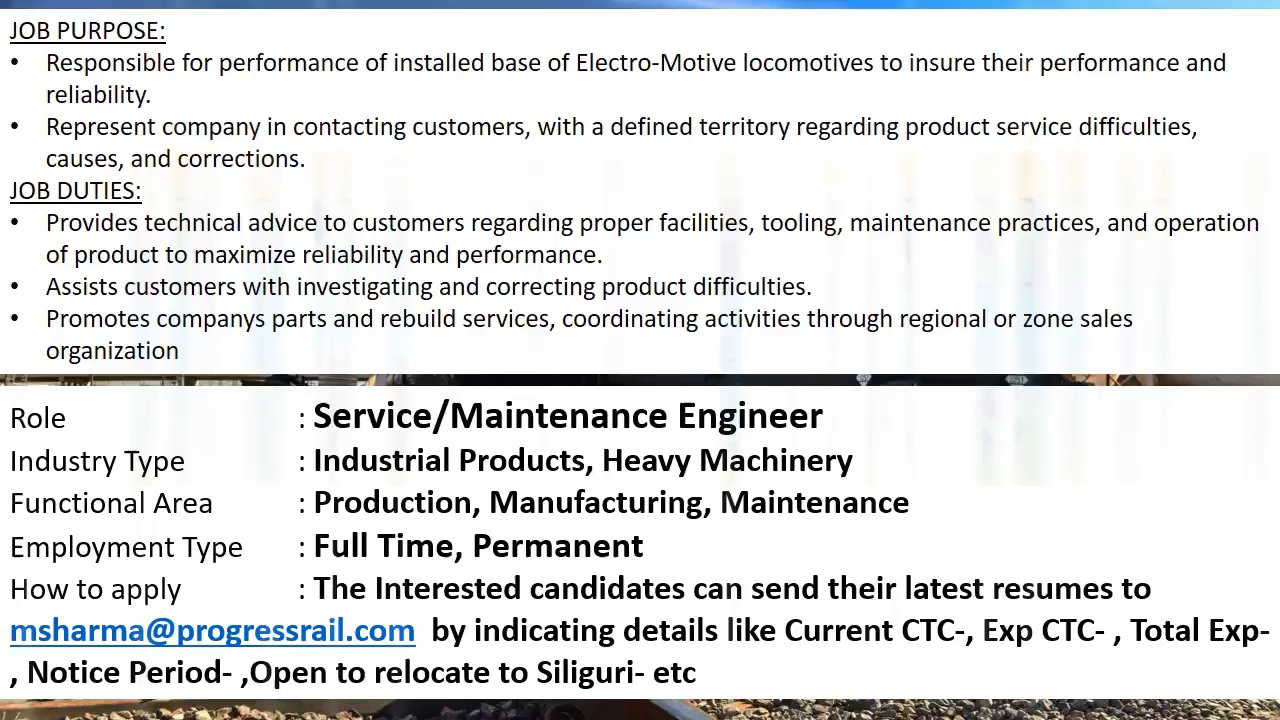 JOB PURPOSE:
• Responsible for performance of installed base of Electro-Motive locomotives to insure their performance and
reliability.
• Represent company in contacting customers, with a defined territory regarding product service difficulties,
causes, and corrections.
JOB DUTIES:
• Provides technical advice to customers regarding proper facilities, tooling, maintenance practices, and operation
of product to maximize reliability and performance.
• Assists customers with investigating and correcting product difficulties.
• Promotes companys parts and rebuild services, coordinating activities through regional or zone sales
organization
Role : Service/Maintenance Engineer
Industry Type : Industrial Products, Heavy Machinery
Functional Area : Production, Manufacturing, Maintenance
Employment Type : Full Time, Permanent
How to apply : The Interested candidates can send their latest resumes to
msharma@progressrail.com by indicating details like Current CTC-, Exp CTC- , Total Exp-
, Notice Period- ,Open to relocate to Siliguri- etc